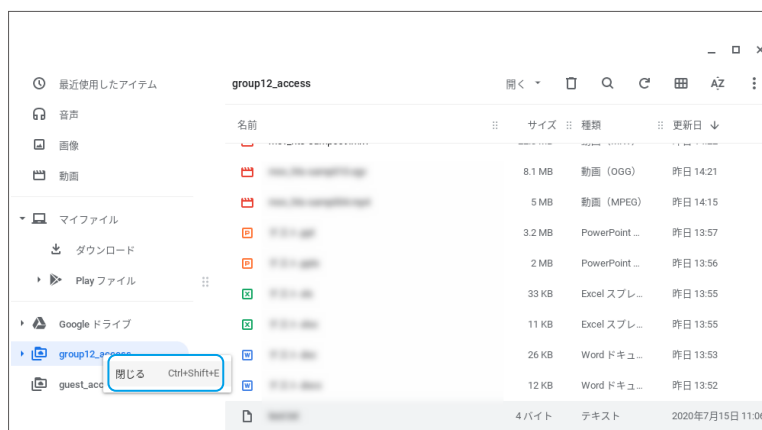 最近使用したアイテム
音声
画像
動画
マイファイル
ダウンロード
Play ファイル
Google ドライブ
group12_access
guest_acc
閉じる Ctrl+Shift+E
group12_access 開く AZ
名前 サイズ 種類 更新日
8.1 MB 動画（OGG） 昨日 14:21
5 MB 動画（MPEG） 昨日 14:15
3.2 MB PowerPoint ... 昨日 13:57
2 MB PowerPoint ... 昨日 13:56
33 KB Excel スプレ... 昨日 13:55
11 KB Excel スプレ... 昨日 13:55
26 KB Word ドキュ... 昨日 13:53
12 KB Word ドキュ... 昨日 13:52
4 バイト テキスト 2020年7月15日 11:06